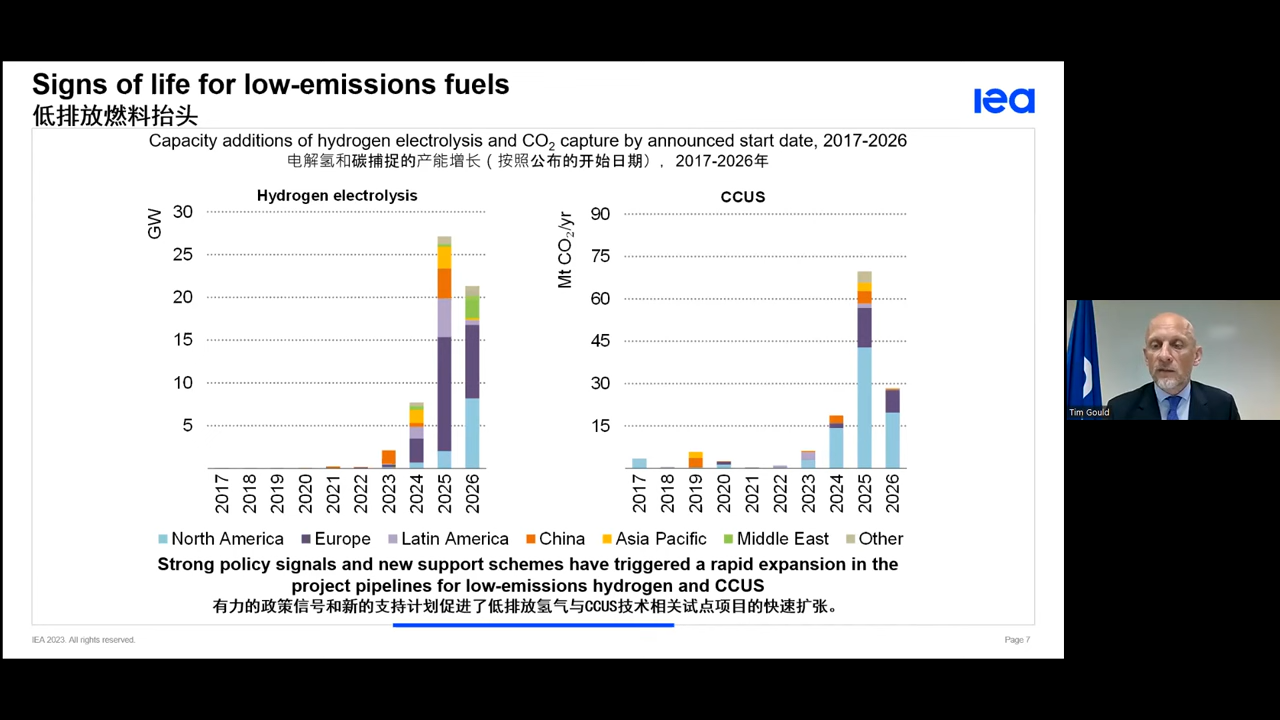 Signs of life for low-emissions fuels
低排放燃料抬头
iea
Capacity additions of hydrogen electrolysis and CO2 capture by announced start date, 2017-2026
电解氢和碳捕捉的产能增长（按照公布的开始日期），2017-2026年
Hydrogen electrolysis
GW
30
25
20
15
10
5
2017 2018 2019 2020 2021 2022 2023 2024 2025 2026
CCUS
Mt CO2/yr
90
75
60
45
30
15
2017 2018 2019 2020 2021 2022 2023 2024 2025 2026
North America Europe Latin America China Asia Pacific Middle East Other
Strong policy signals and new support schemes have triggered a rapid expansion in the
project pipelines for low-emissions hydrogen and CCUS
有力的政策信号和新的支持计划促进了低排放氢气与CCUS技术相关试点项目的快速扩张。
IEA 2023. All rights reserved.
Page 7
Tim Gould